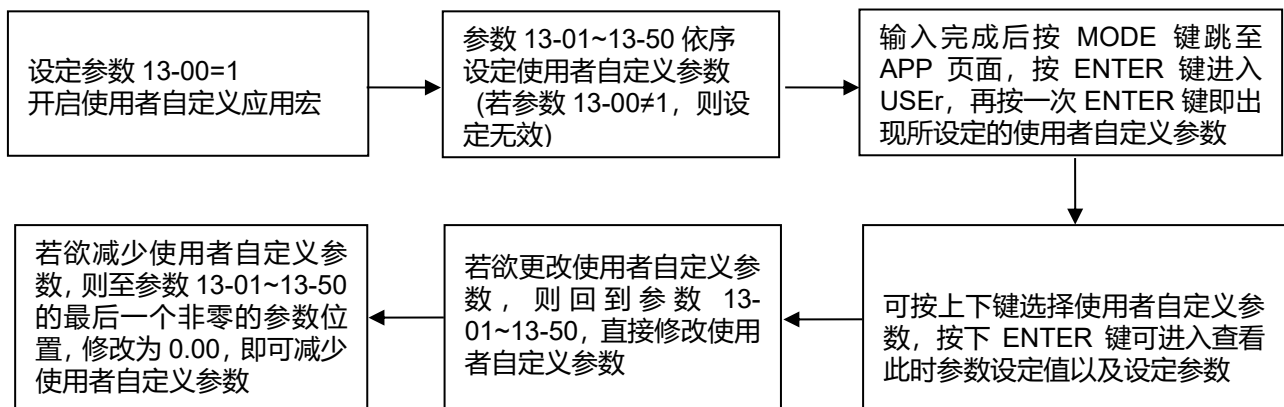 设定参数 13-00=1
开启使用者自定义应用宏
参数 13-01~13-50 依序
设定使用者自定义参数
(若参数 13-00≠1，则设
定无效)
输入完成后按 MODE 键跳至
APP 页面，按 ENTER 键进入
USEr，再按一次 ENTER 键即出
现所设定的使用者自定义参数
可按上下键选择使用者自定义参
数，按下 ENTER 键可进入查看
此时参数设定值以及设定参数
若欲更改使用者自定义参
数，则回到参数 13-
01~13-50，直接修改使用
者自定义参数
若欲减少使用者自定义参
数，则至参数 13-01~13-50
的最后一个非零的参数位
置，修改为 0.00，即可减少
使用者自定义参数